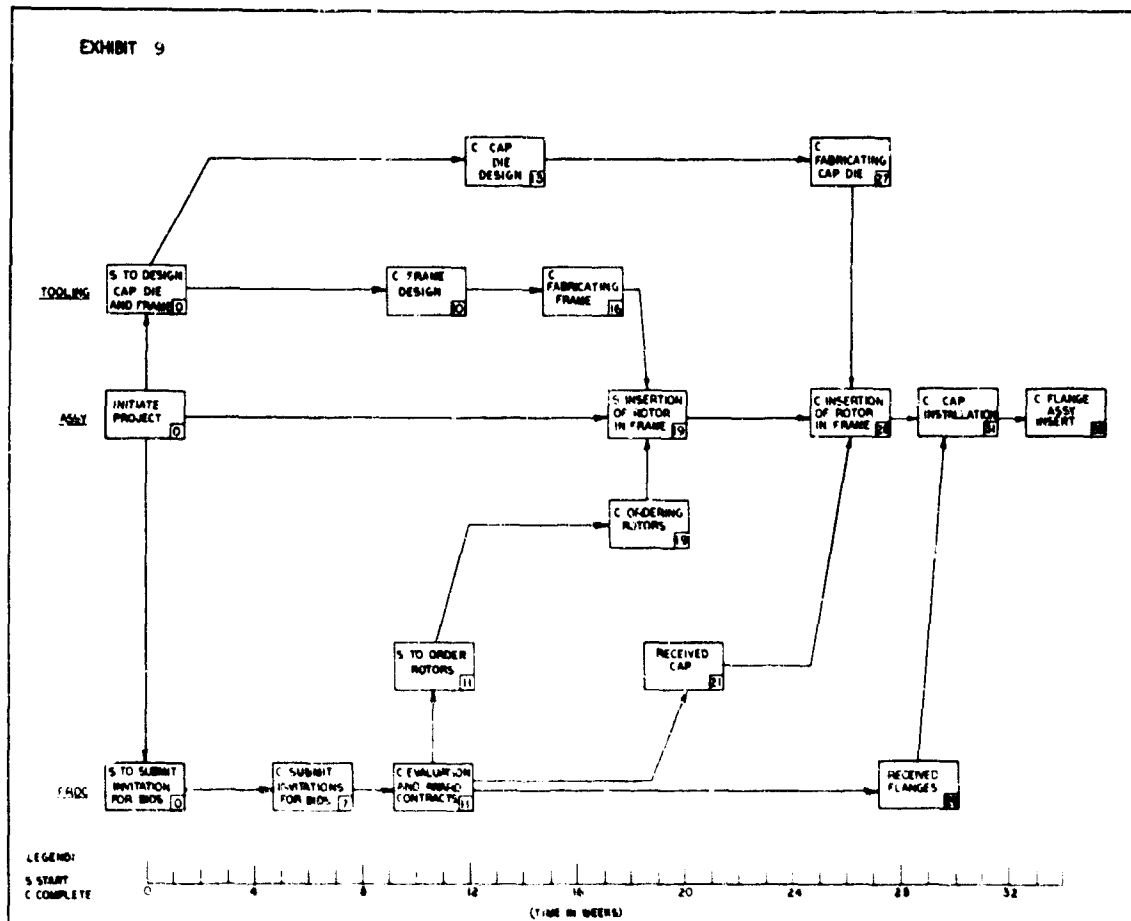 EXHIBIT 9
C CAP
DIE
DESIGN
C
FABRICATING
CAP DIE 27
TOOLING
S TO DESIGN
CAP DIE
AND FRAME 0
C FRAME
DESIGN
10
C
FABRICATING
FRAME
16
ASSY
INITIATE
PROJECT
0
S INSERTION
OF ROTOR
IN FRAME 19
C INSERTION
OF ROTOR
IN FRAME
C CAP
INSTALLATION
31
C FLANGE
ASSY
INSERT
C ORDERING
ROTORS
19
S TO ORDER
ROTORS
11
RECEIVED
CAP
21
S TO SUBMIT
INVITATION
FOR BIDS 0
C SUBMIT
INVITATIONS
FOR BIDS 7
C EVALUATION
AND AWARD
CONTRACTS 11
RECEIVED
FLANGES
LEGEND:
S START
C COMPLETE
0 4 8 12 16 20 24 28 32
(TIME IN WEEKS)